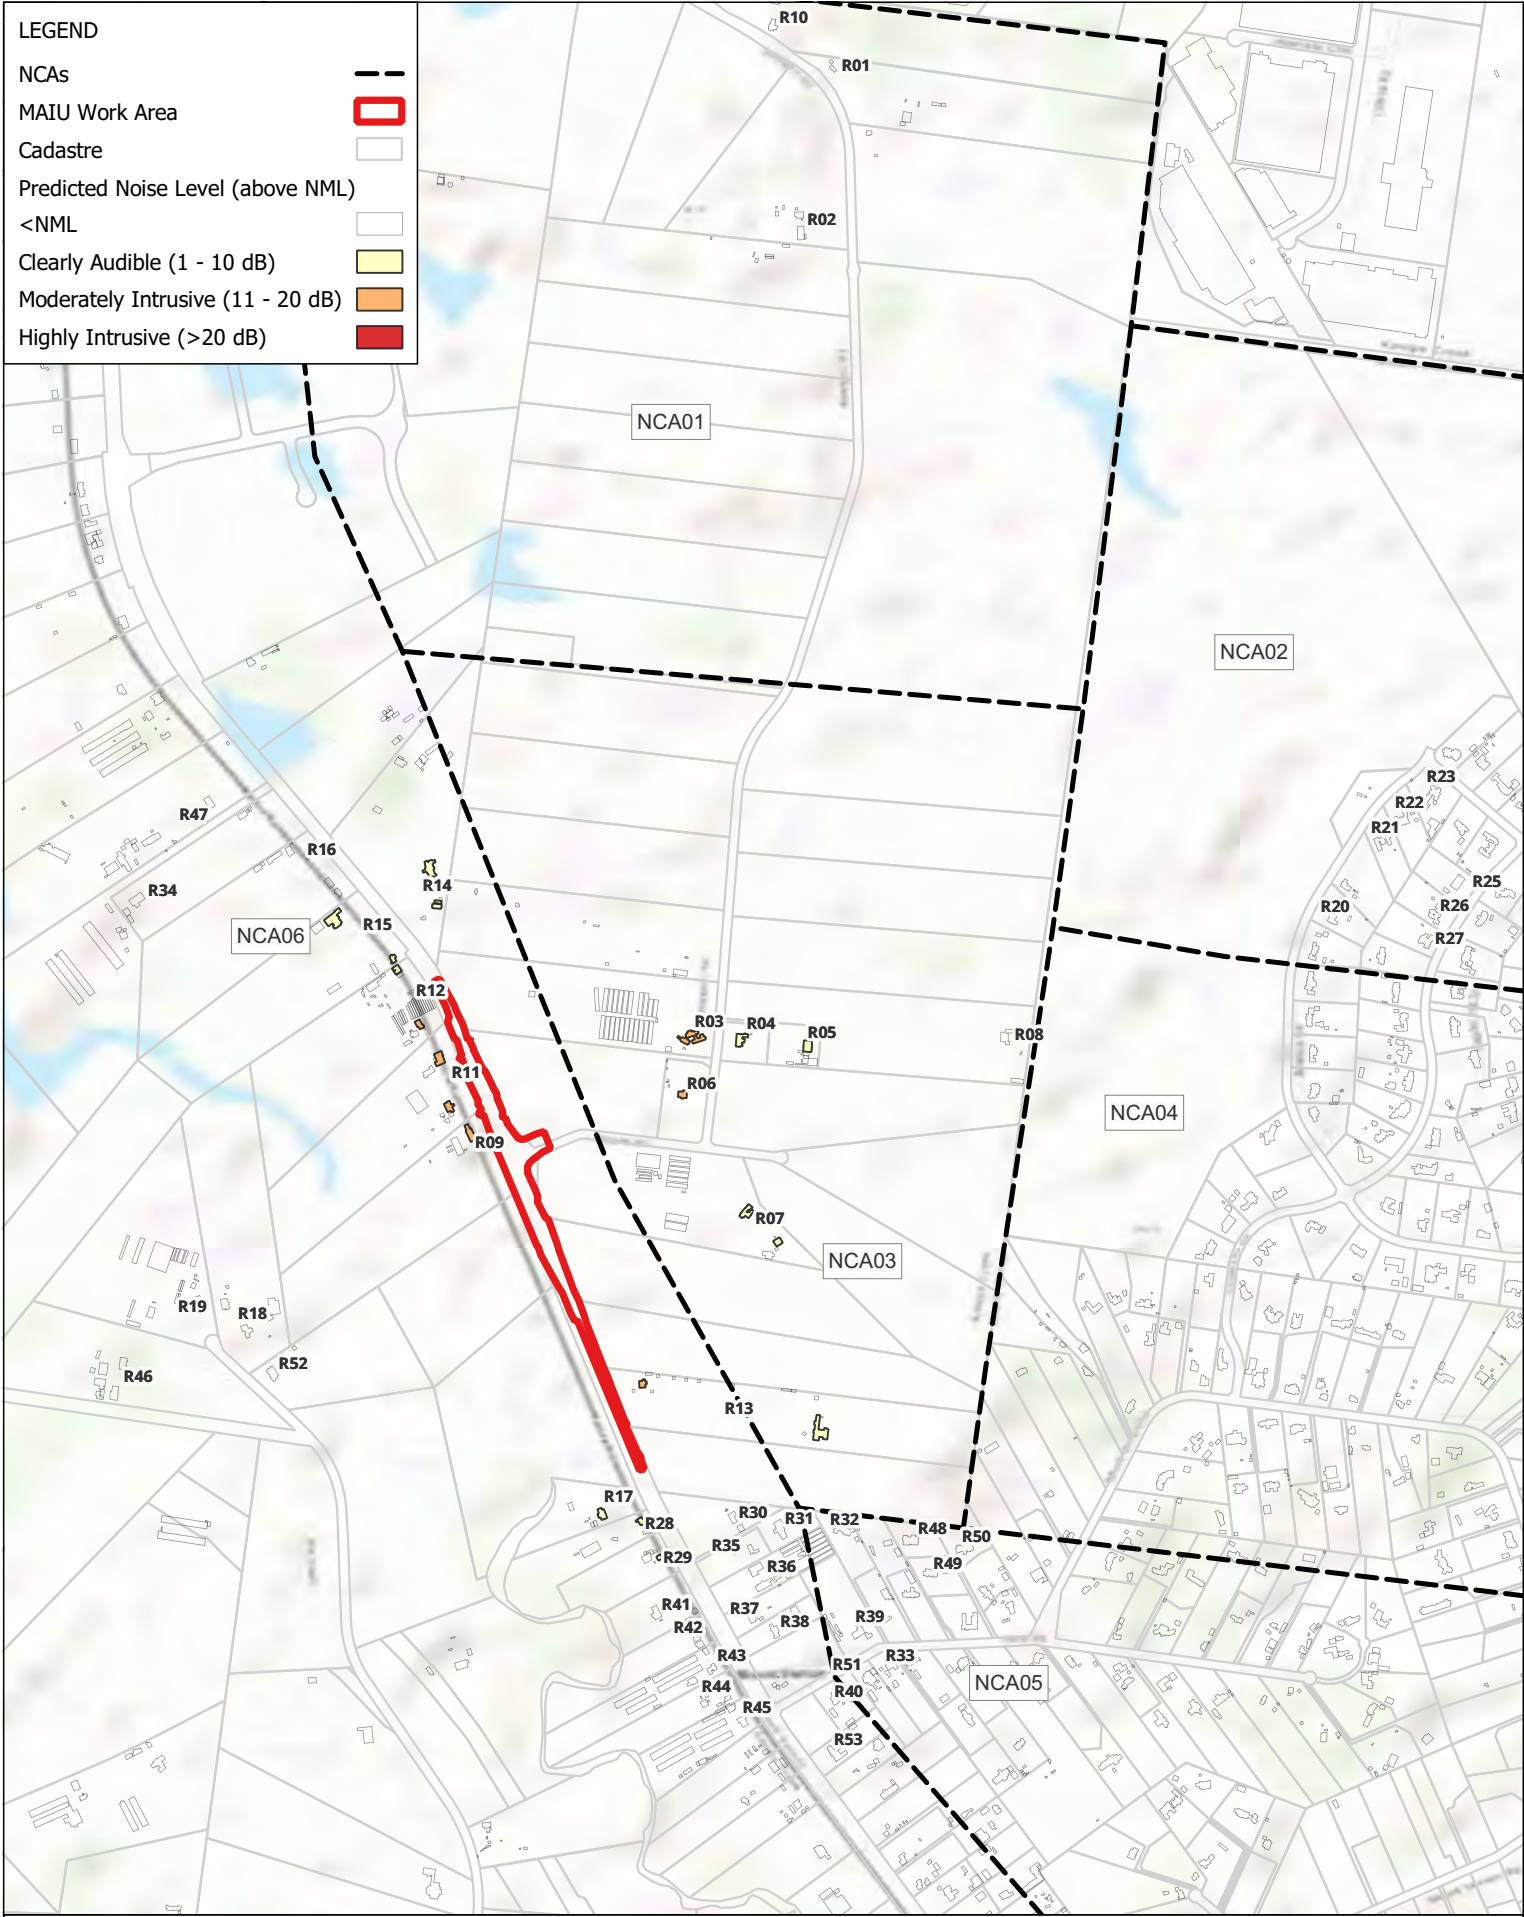 LEGEND
NCAs
MAIU Work Area
Cadastre
Predicted Noise Level (above NML)
<NML
Clearly Audible (1 - 10 dB)
Moderately Intrusive (11 - 20 dB)
Highly Intrusive (>20 dB)
R10
R01
R02
NCA01
NCA02
R23
R22
R21
R47
R16
R14
R34
R25
R20
R26
R15
NCA06
R27
R12
R03
R04
R05
R08
R11
R06
NCA04
R09
R07
NCA03
R19
R18
R52
R46
R13
R17
R28
R30
R31
R32
R48
R50
R35
R29
R36
R49
R41
R37
R38
R39
R42
R43
R51
R33
R44
R40
NCA05
R45
R53